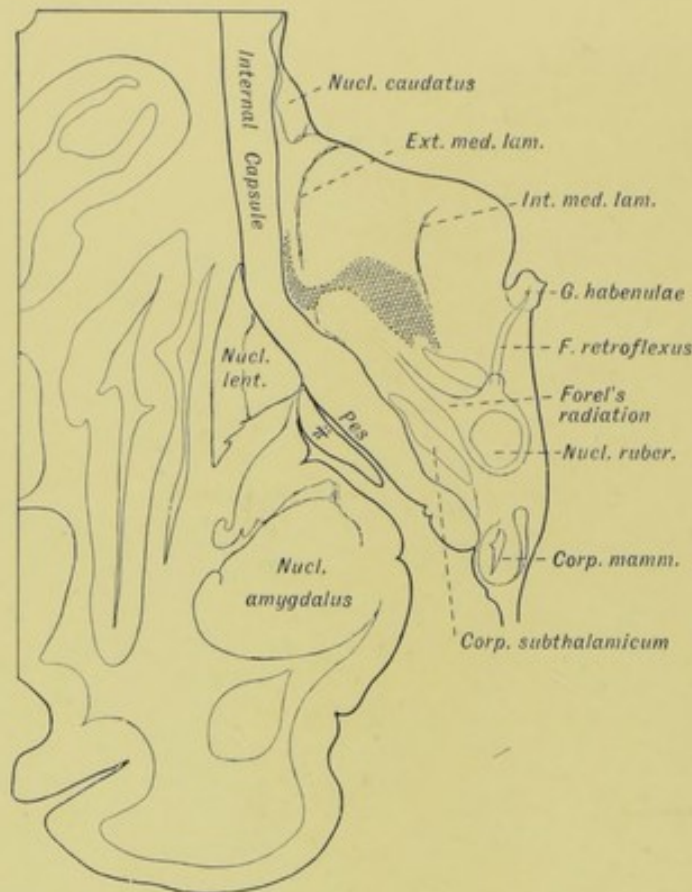 Internal Capsule
Nucl. caudatus
Ext. med. lam.
Int. med. lam.
G. habenulae
F. retroflexus
Forel's
radiation
Nucl. ruber.
Corp. mamm.
Corp. subthalamicum
Nucl.
lent.
Pes
II
Nucl.
amygdalus